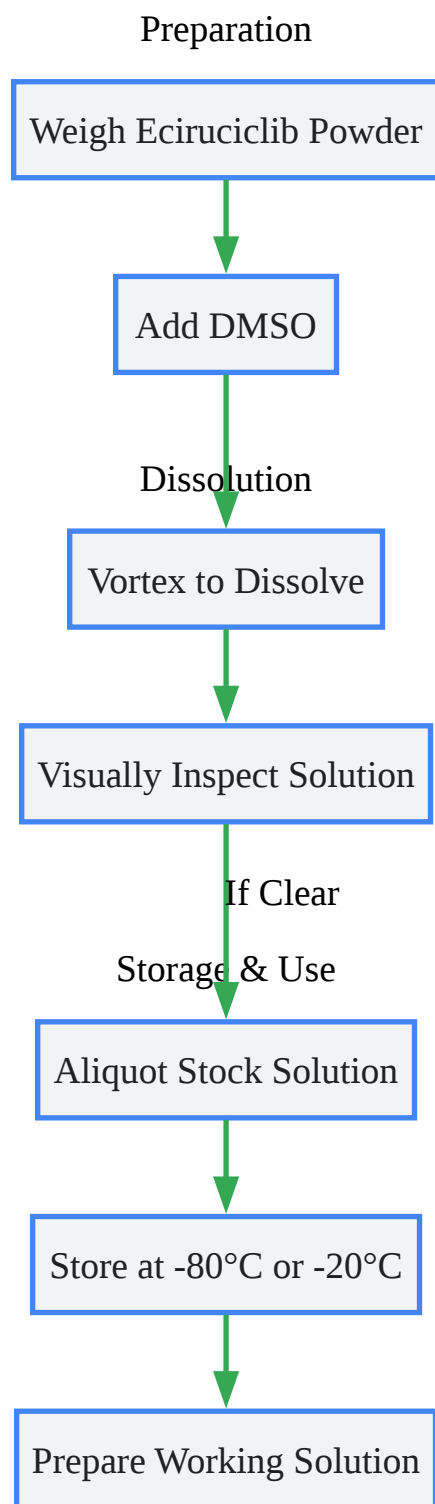 Preparation
Weigh Eciruciclib Powder
Add DMSO
Dissolution
Vortex to Dissolve
Visually Inspect Solution
If Clear
Storage & Use
Aliquot Stock Solution
Store at -80°C or -20°C
Prepare Working Solution